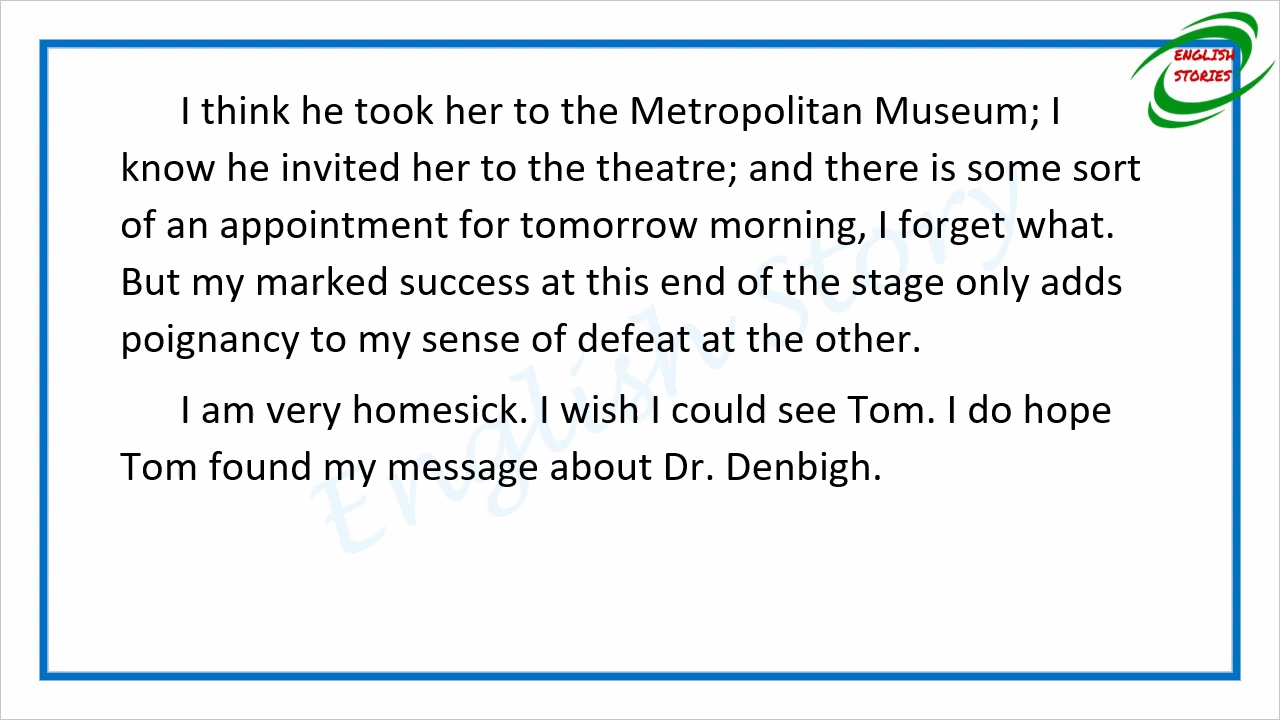 ENGLISH
STORIES
I think he took her to the Metropolitan Museum; I
know he invited her to the theatre; and there is some sort
of an appointment for tomorrow morning, I forget what.
But my marked success at this end of the stage only adds
poignancy to my sense of defeat at the other.
I am very homesick. I wish I could see Tom. I do hope
Tom found my message about Dr. Denbigh.
English Story